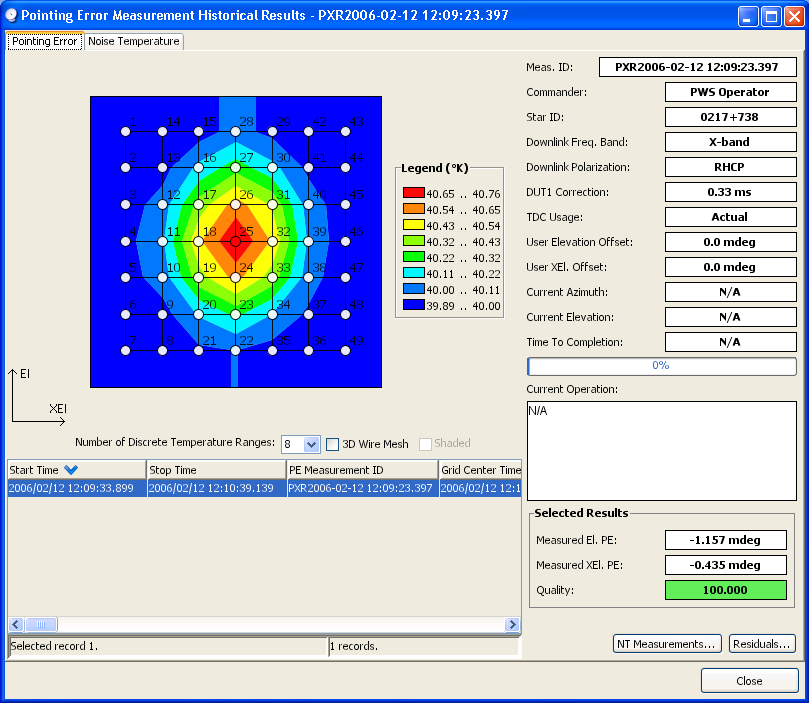 Pointing Error Measurement Historical Results - PXR2006-02-12 12:09:23.397
Pointing Error Noise Temperature
1 14 15 28 29 42 43
2 13 16 27 30 41 44
3 12 17 26 31 40 45
4 11 18 25 32 39 46
5 10 19 24 33 38 47
6 9 20 23 34 37 48
7 8 21 22 35 36 49
El
XEl
Legend (°K)
40.65 .. 40.76
40.54 .. 40.65
40.43 .. 40.54
40.32 .. 40.43
40.22 .. 40.32
40.11 .. 40.22
40.00 .. 40.11
39.89 .. 40.00
Number of Discrete Temperature Ranges: 8 3D Wire Mesh Shaded
Start Time Stop Time PE Measurement ID Grid Center Time
2006/02/12 12:09:33.899 2006/02/12 12:10:39.139 PXR2006-02-12 12:09:23.397 2006/02/12 12:1
Selected record 1. 1 records.
Meas. ID: PXR2006-02-12 12:09:23.397
Commander: PWS Operator
Star ID: 0217+738
Downlink Freq. Band: X-band
Downlink Polarization: RHCP
DUT1 Correction: 0.33 ms
TDC Usage: Actual
User Elevation Offset: 0.0 mdeg
User XEl. Offset: 0.0 mdeg
Current Azimuth: N/A
Current Elevation: N/A
Time To Completion: N/A
0%
Current Operation:
N/A
Selected Results
Measured El. PE: -1.157 mdeg
Measured XEl. PE: -0.435 mdeg
Quality: 100.000
NT Measurements... Residuals...
Close